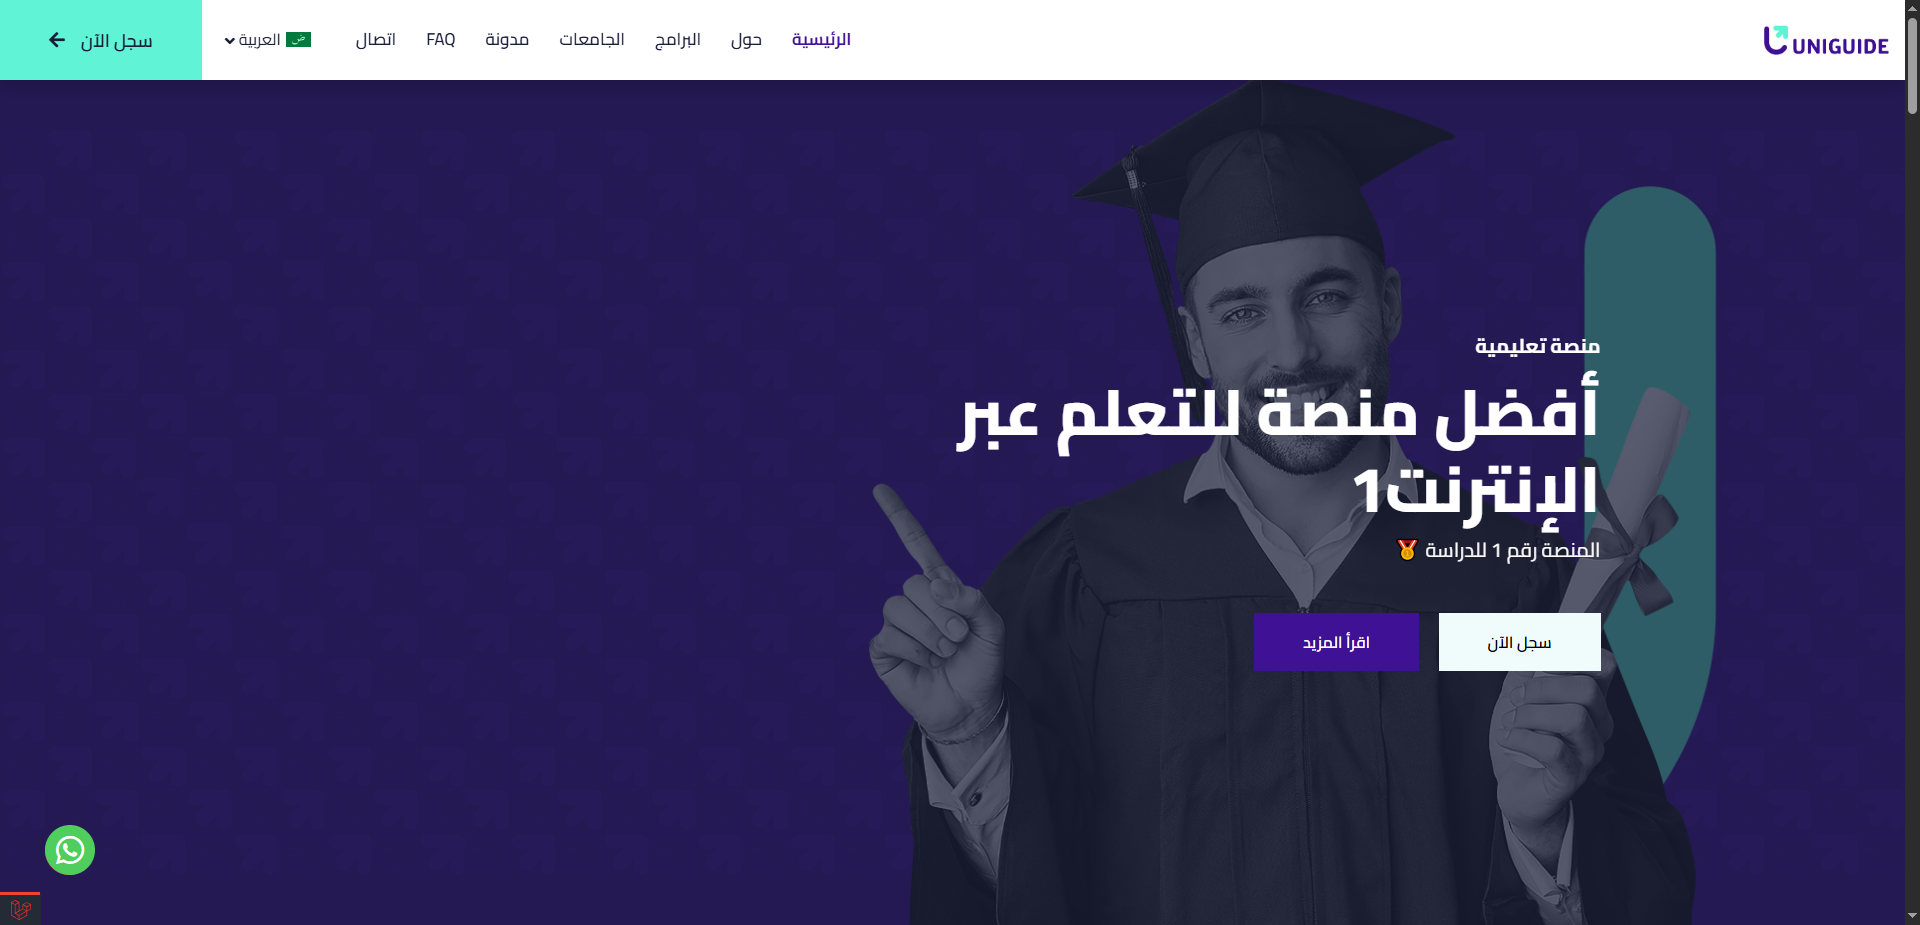 UNIGUIDE
الرئيسية
حول
البرامج
الجامعات
مدونة
FAQ
اتصال
ض العربية
سجل الآن
منصة تعليمية
أفضل منصة للتعلم عبر
الإنترنت1
المنصة رقم 1 للدراسة 🏅
سجل الآن
اقرأ المزيد